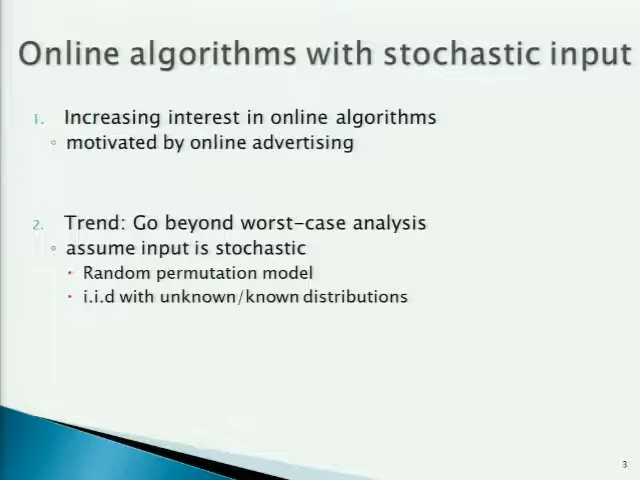 Online algorithms with stochastic input
1. Increasing interest in online algorithms
◦ motivated by online advertising
2. Trend: Go beyond worst-case analysis
◦ assume input is stochastic
• Random permutation model
• i.i.d with unknown/known distributions
3